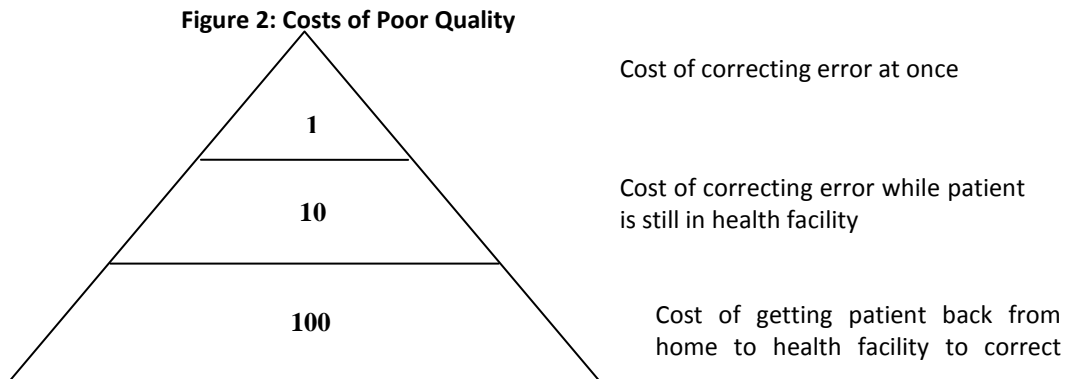 Figure 2: Costs of Poor Quality
Cost of correcting error at once
1
Cost of correcting error while patient
is still in health facility
10
Cost of getting patient back from
home to health facility to correct
100